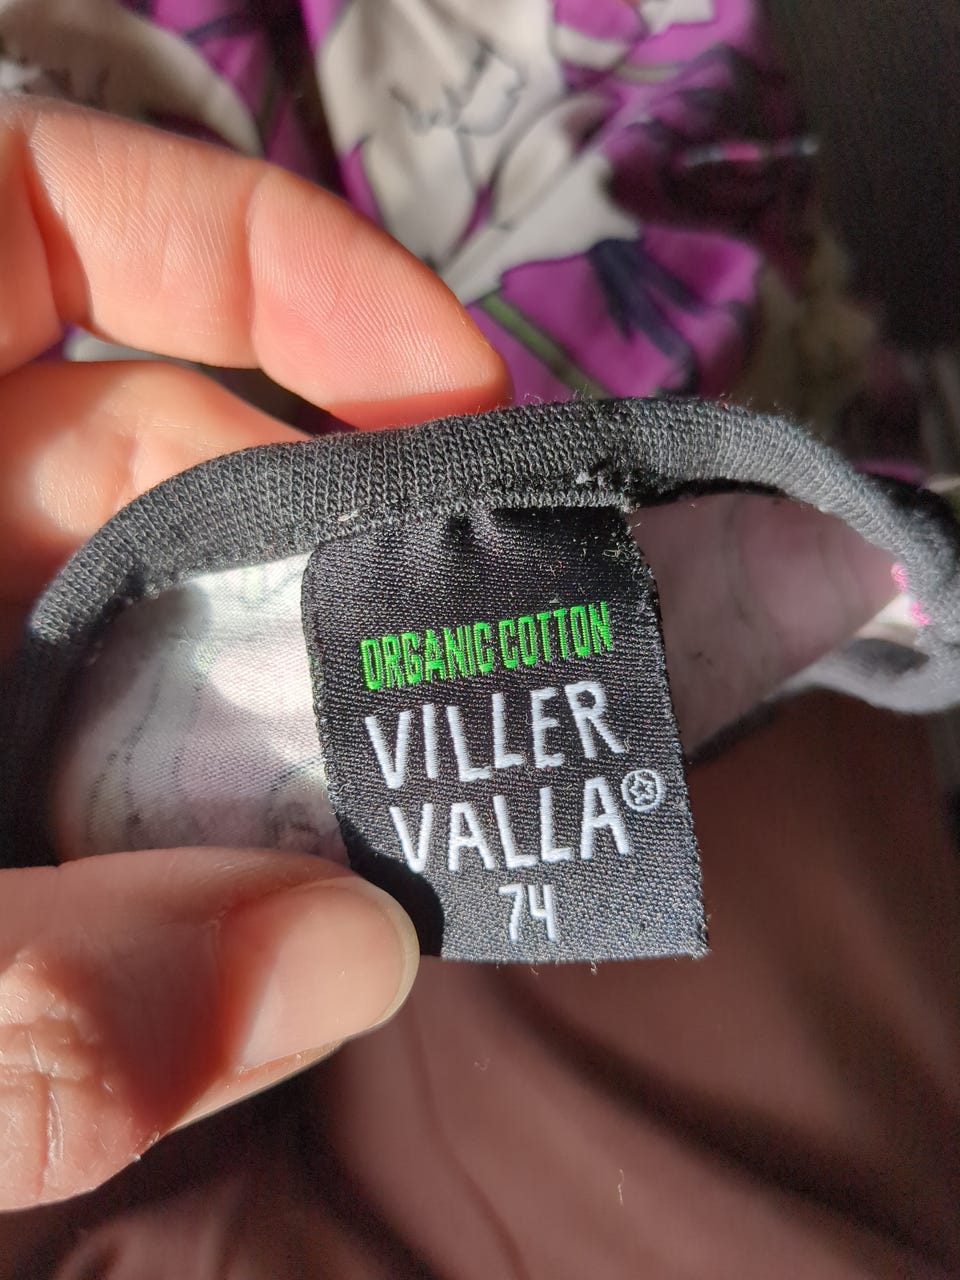 ORGANIC COTTON
VILLER
VALLA®
74